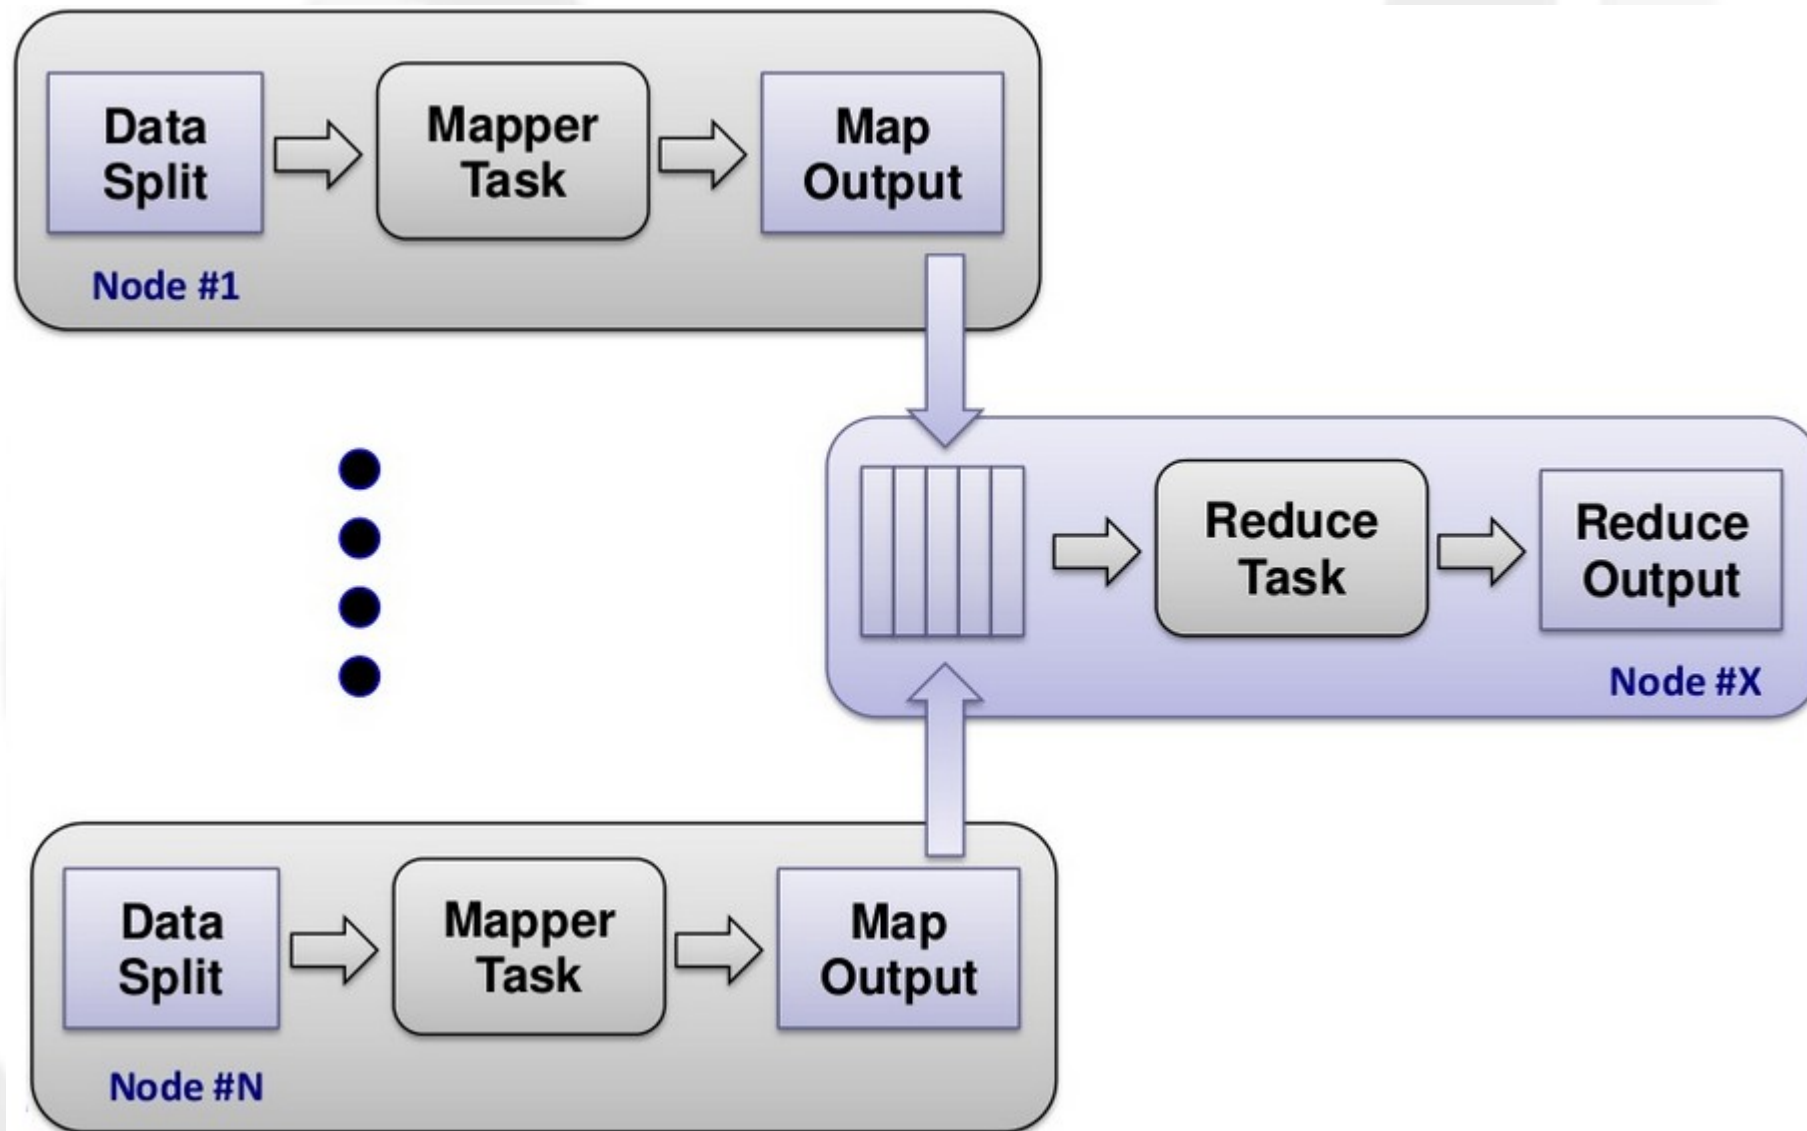 Data
Split
Mapper
Task
Map
Output
Node #1
Reduce
Task
Reduce
Output
Node #X
Data
Split
Mapper
Task
Map
Output
Node #N